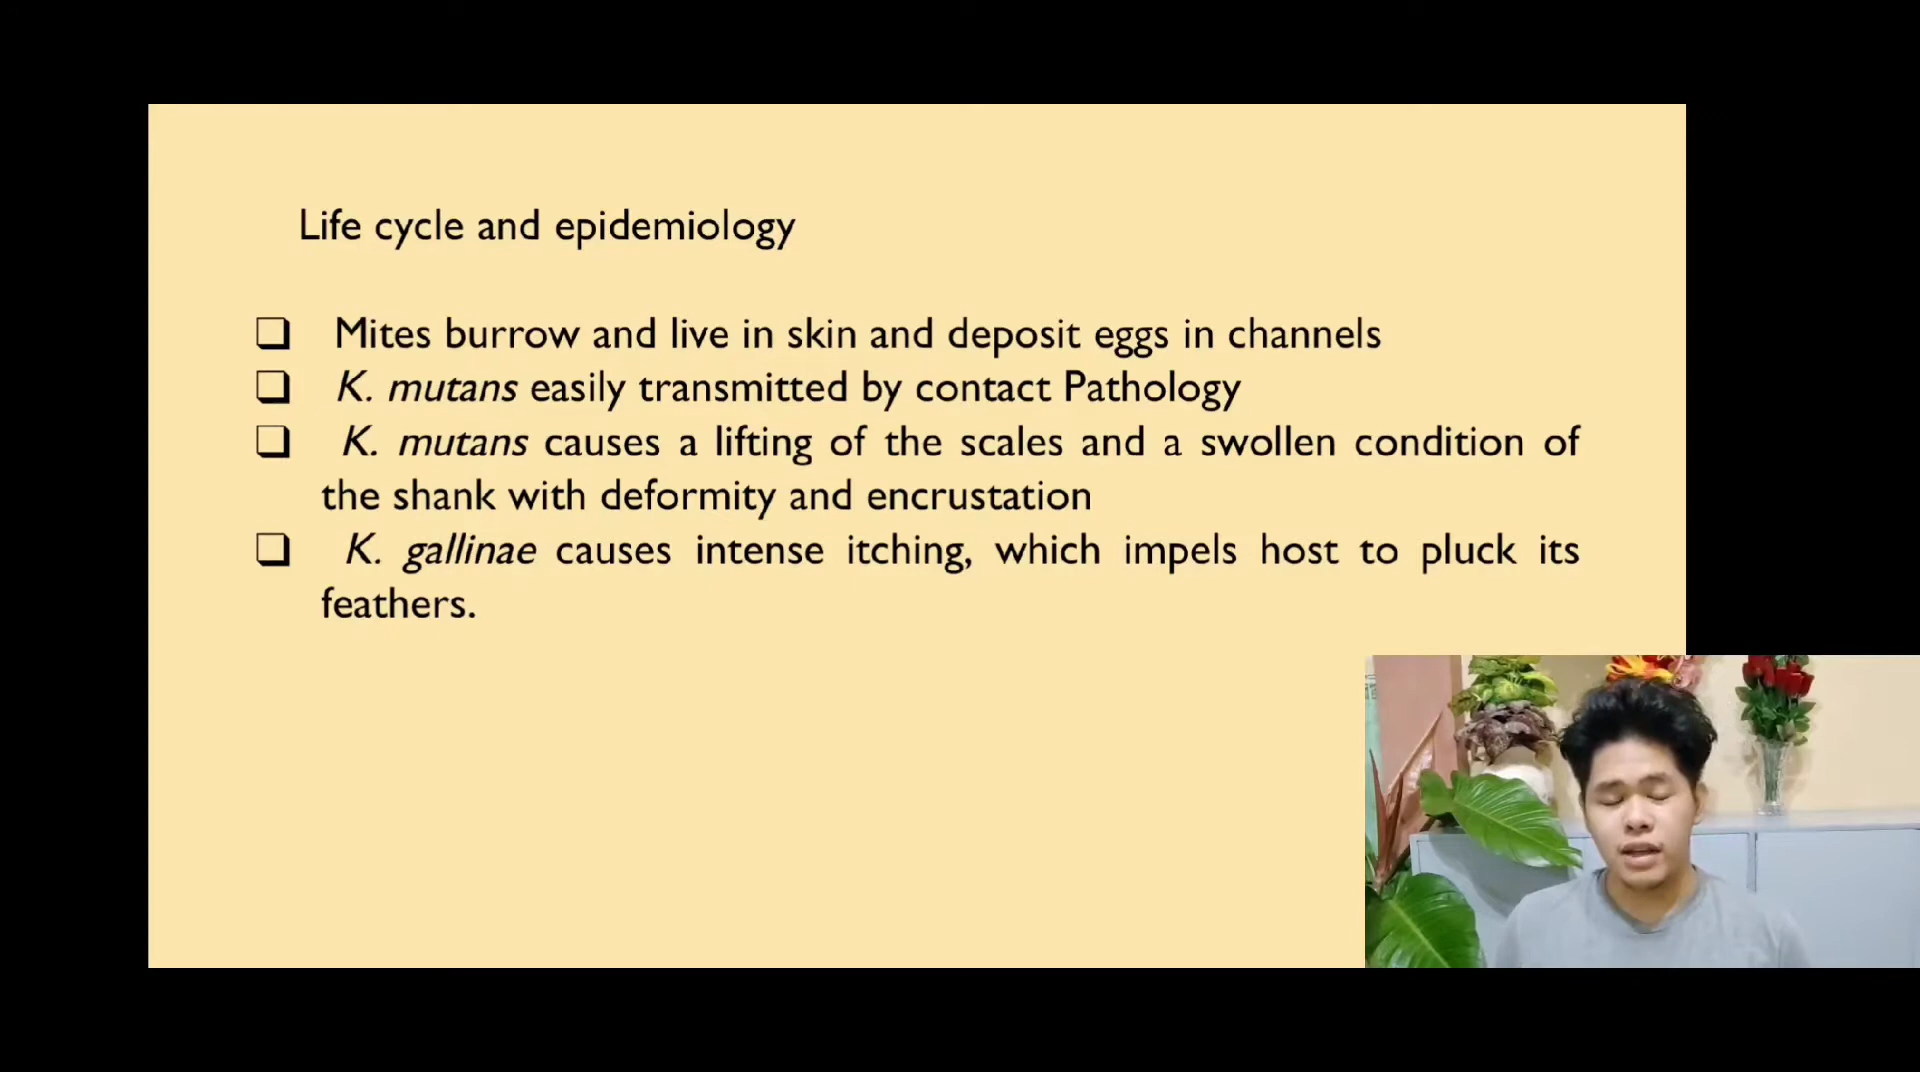 Life cycle and epidemiology
❑ Mites burrow and live in skin and deposit eggs in channels
❑ K. mutans easily transmitted by contact Pathology
❑ K. mutans causes a lifting of the scales and a swollen condition of
the shank with deformity and encrustation
❑ K. gallinae causes intense itching, which impels host to pluck its
feathers.